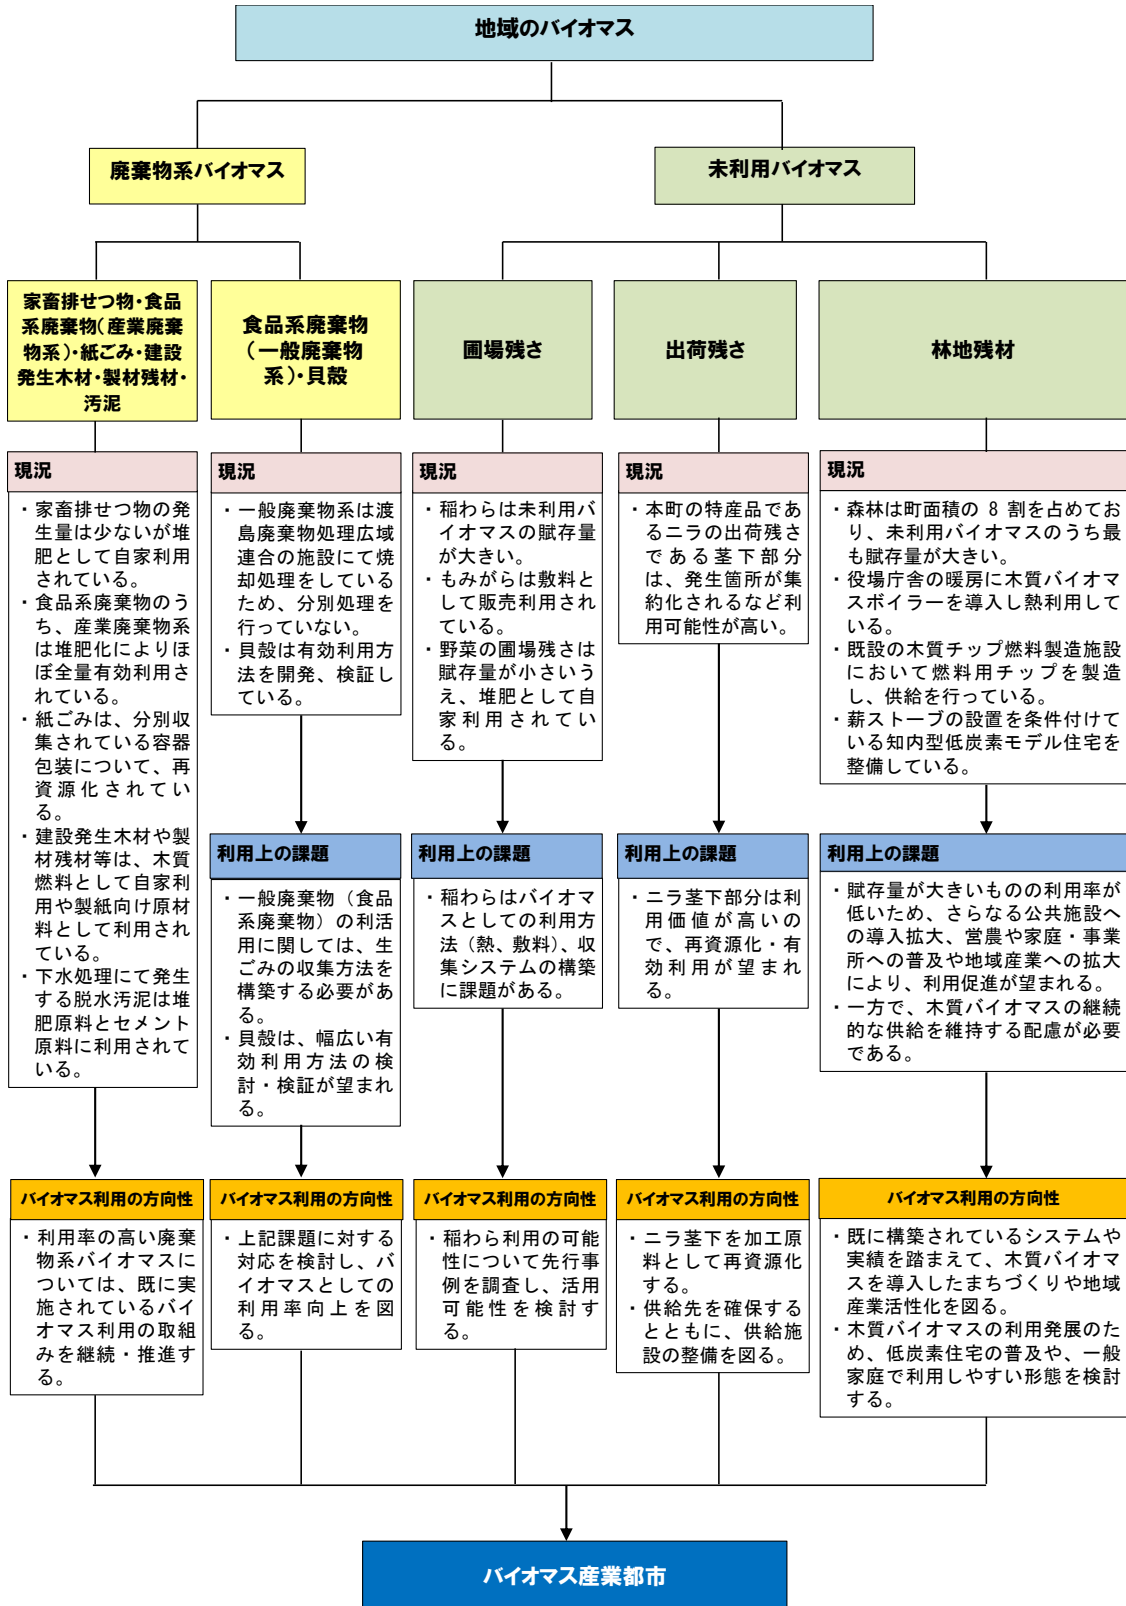 地域のバイオマス
廃棄物系バイオマス
未利用バイオマス
家畜排せつ物・食品
系廃棄物(産業廃棄
物系)・紙ごみ・建設
発生木材・製材残材・
汚泥
食品系廃棄物
(一般廃棄物
系)・貝殻
圃場残さ
出荷残さ
林地残材
現況
・家畜排せつ物の発
生量は少ないが堆
肥として自家利用
されている。
・食品系廃棄物のう
ち、産業廃棄物系
は堆肥化によりほ
ぼ全量有効利用さ
れている。
・紙ごみは、分別収
集されている容器
包装について、再
資源化されてい
る。
・建設発生木材や製
材残材等は、木質
燃料として自家利
用や製紙向け原材
料として利用され
ている。
・下水処理にて発生
する脱水汚泥は堆
肥原料とセメント
原料に利用されて
いる。
現況
・一般廃棄物系は渡
島廃棄物処理広域
連合の施設にて焼
却処理をしている
ため、分別処理を
行っていない。
・貝殻は有効利用方
法を開発、検証し
ている。
現況
・稲わらは未利用バ
イオマスの賦存量
が大きい。
・もみがらは敷料と
して販売利用され
ている。
・野菜の圃場残さは
賦存量が小さいう
え、堆肥として自
家利用されてい
る。
現況
・本町の特産品であ
るニラの出荷残さ
である茎下部分
は、発生箇所が集
約化されるなど利
用可能性が高い。
現況
・森林は町面積の 8 割を占めてお
り、未利用バイオマスのうち最
も賦存量が大きい。
・役場庁舎の暖房に木質バイオマ
スボイラーを導入し熱利用して
いる。
・既設の木質チップ燃料製造施設
において燃料用チップを製造
し、供給を行っている。
・薪ストーブの設置を条件付けて
いる知内型低炭素モデル住宅を
整備している。
利用上の課題
・一般廃棄物（食品
系廃棄物）の利活
用に関しては、生
ごみの収集方法を
構築する必要があ
る。
・貝殻は、幅広い有
効利用方法の検
討・検証が望まれ
る。
利用上の課題
・稲わらはバイオマ
スとしての利用方
法（熱、敷料）、収
集システムの構築
に課題がある。
利用上の課題
・ニラ茎下部分は利
用価値が高いの
で、再資源化・有
効利用が望まれ
る。
利用上の課題
・賦存量が大きいものの利用率が
低いため、さらなる公共施設へ
の導入拡大、営農や家庭・事業
所への普及や地域産業への拡大
により、利用促進が望まれる。
・一方で、木質バイオマスの継続
的な供給を維持する配慮が必要
である。
バイオマス利用の方向性
・利用率の高い廃棄
物系バイオマスに
ついては、既に実
施されているバイ
オマス利用の取組
みを継続・推進す
る。
バイオマス利用の方向性
・上記課題に対する
対応を検討し、バ
イオマスとしての
利用率向上を図
る。
バイオマス利用の方向性
・稲わら利用の可能
性について先行事
例を調査し、活用
可能性を検討す
る。
バイオマス利用の方向性
・ニラ茎下を加工原
料として再資源化
する。
・供給先を確保する
とともに、供給施
設の整備を図る。
バイオマス利用の方向性
・既に構築されているシステムや
実績を踏まえて、木質バイオマ
スを導入したまちづくりや地域
産業活性化を図る。
・木質バイオマスの利用発展のた
め、低炭素住宅の普及や、一般
家庭で利用しやすい形態を検討
する。
バイオマス産業都市